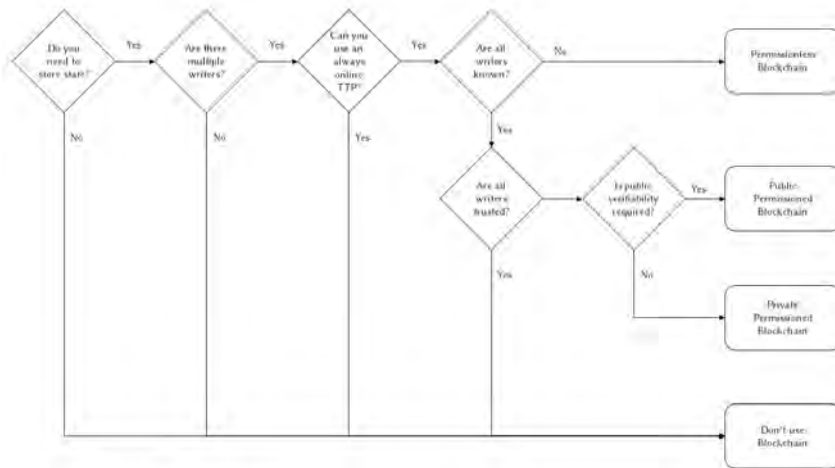 Do you
need to
store state?
Yes
Are there
multiple
writers?
Yes
Can you
use an
always
online
TTP?
Yes
Are all
writers
known?
No
Permissionless
Blockchain
No
No
Yes
Yes
Are all
writers
trusted?
Is public
verifiability
required?
Yes
Public
Permissioned
Blockchain
Yes
No
Private
Permissioned
Blockchain
Don't use
Blockchain